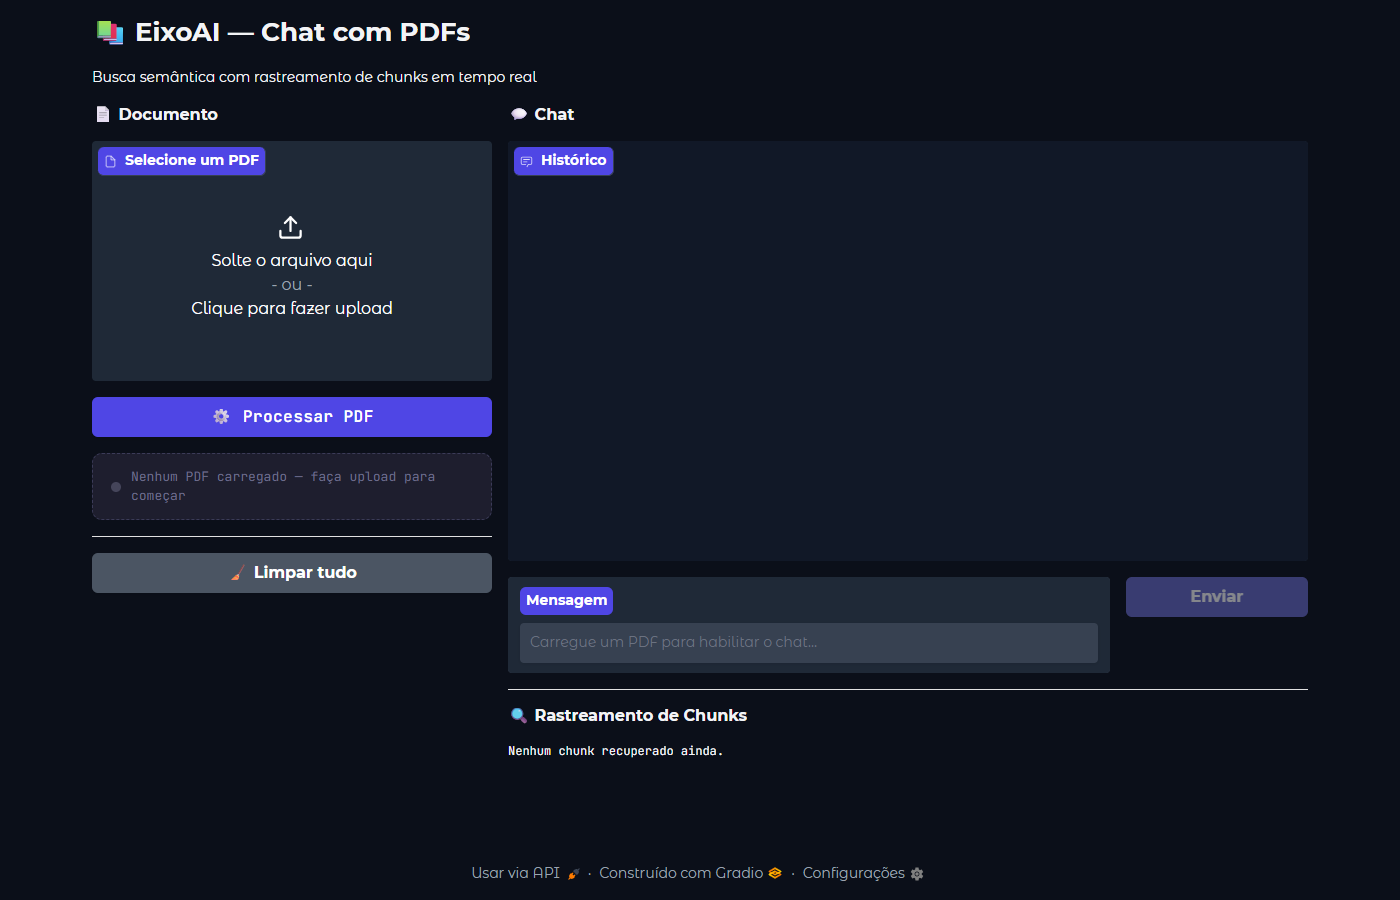 EixoAI — Chat com PDFs
Busca semântica com rastreamento de chunks em tempo real
Documento
Selecione um PDF
Solte o arquivo aqui
- ou -
Clique para fazer upload
Processar PDF
Nenhum PDF carregado — faça upload para
começar
Limpar tudo
Chat
Histórico
Mensagem
Carregue um PDF para habilitar o chat...
Enviar
Rastreamento de Chunks
Nenhum chunk recuperado ainda.
Usar via API · Construído com Gradio · Configurações